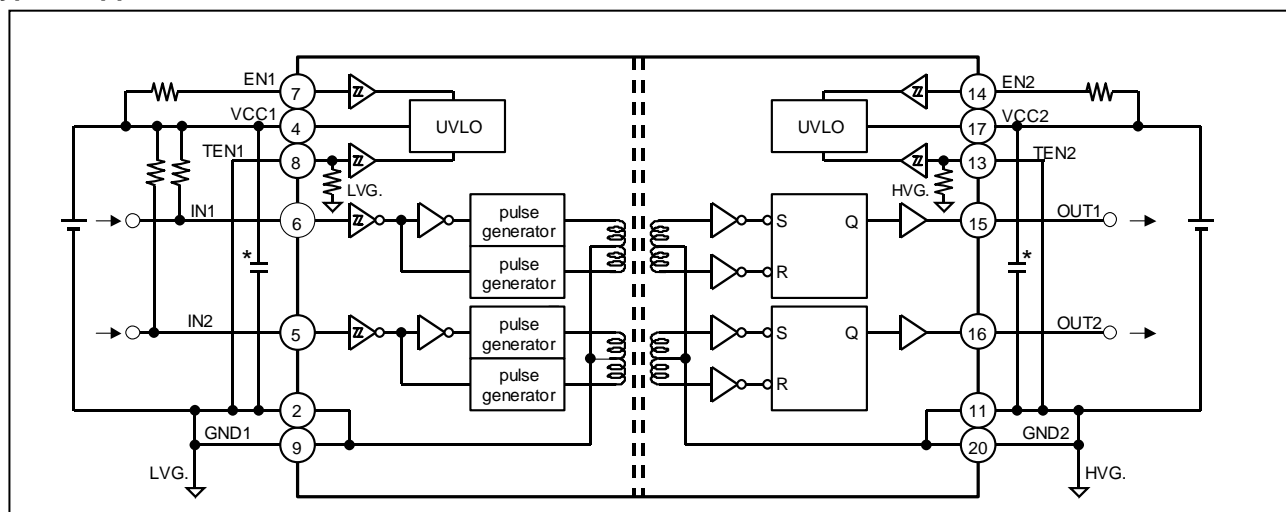 EN1
7
14
EN2
VCC1
4
UVLO
UVLO
17
VCC2
TEN1
8
13
TEN2
LVG.
HVG.
IN1
6
pulse
generator
S
Q
15
OUT1
*
pulse
generator
R
*
IN2
5
pulse
generator
S
Q
16
OUT2
pulse
generator
R
2
11
GND1
9
20
GND2
LVG.
HVG.